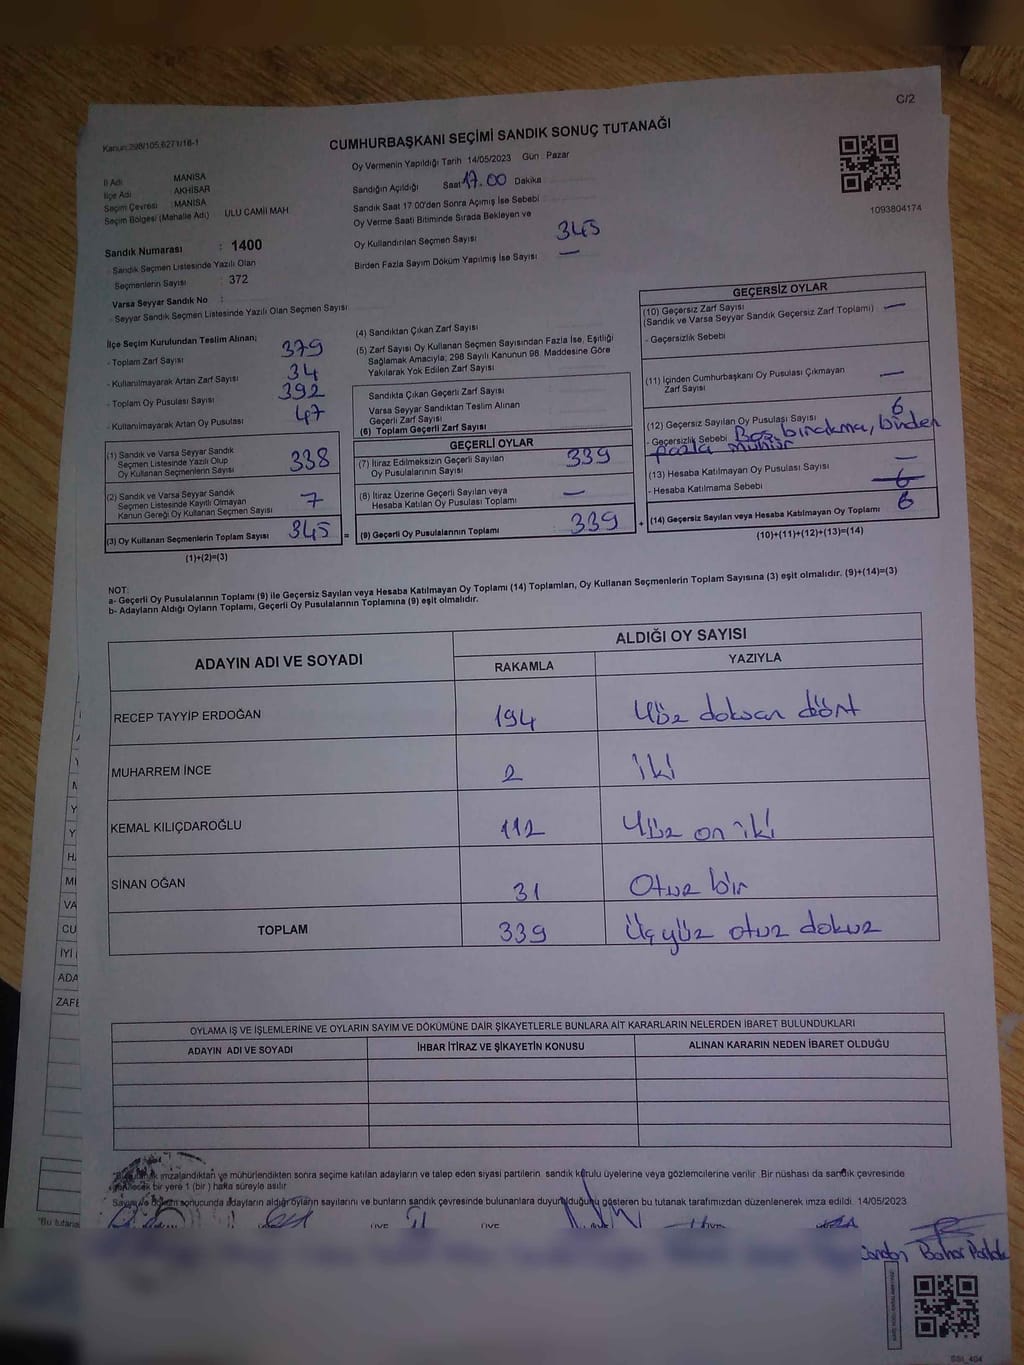 C/2
Kanun:298/105,6271/18-1
CUMHURBAŞKANI SEÇİMİ SANDIK SONUÇ TUTANAĞI
İl Adı MANİSA
İlçe Adı AKHİSAR
Seçim Çevresi : MANİSA
Seçim Bölgesi (Mahalle Adı) : ULU CAMİİ MAH
Sandık Numarası : 1400
- Sandık Seçmen Listesinde Yazılı Olan
Seçmenlerin Sayısı : 372
Varsa Seyyar Sandık No :
- Seyyar Sandık Seçmen Listesinde Yazılı Olan Seçmen Sayısı
Oy Vermenin Yapıldığı Tarih 14/05/2023 Gün : Pazar
Sandığın Açıldığı Saat 17.00 Dakika
Sandık Saat 17 00'den Sonra Açımış İse Sebebi
Oy Verme Saati Bitiminde Sırada Bekleyen ve
Oy Kullandırılan Seçmen Sayısı 345
Birden Fazla Sayım Döküm Yapılmış İse Sayısı —
1093804174
İlçe Seçim Kurulundan Teslim Alınan;
- Toplam Zarf Sayısı 379
- Kullanılmayarak Artan Zarf Sayısı 34
- Toplam Oy Pusulası Sayısı 392
- Kullanılmayarak Artan Oy Pusulası 47
(1) Sandık ve Varsa Seyyar Sandık
Seçmen Listesinde Yazılı Olup
Oy Kullanan Seçmenlerin Sayısı 338
(2) Sandık ve Varsa Seyyar Sandık
Seçmen Listesinde Kayıtlı Olmayan
Kanun Gereği Oy Kullanan Seçmen Sayısı 7
(3) Oy Kullanan Seçmenlerin Toplam Sayısı 345 =
(1)+(2)=(3)
(4) Sandıktan Çıkan Zarf Sayısı
(5) Zarf Sayısı Oy Kullanan Seçmen Sayısından Fazla İse, Eşitliği
Sağlamak Amacıyla; 298 Sayılı Kanunun 98. Maddesine Göre
Yakılarak Yok Edilen Zarf Sayısı
Sandıkta Çıkan Geçerli Zarf Sayısı
Varsa Seyyar Sandıktan Teslim Alınan
Geçerli Zarf Sayısı
(6) Toplam Geçerli Zarf Sayısı
GEÇERLİ OYLAR
(7) İtiraz Edilmeksizin Geçerli Sayılan
Oy Pusulalarının Sayısı 339
(8) İtiraz Üzerine Geçerli Sayılan veya
Hesaba Katılan Oy Pusulası Toplamı —
(9) Geçerli Oy Pusulalarının Toplamı : 339 +
GEÇERSİZ OYLAR
(10) Geçersiz Zarf Sayısı
(Sandık ve Varsa Seyyar Sandık Geçersiz Zarf Toplamı) —
- Geçersizlik Sebebi
(11) İçinden Cumhurbaşkanı Oy Pusulası Çıkmayan
Zarf Sayısı —
(12) Geçersiz Sayılan Oy Pusulası Sayısı 6
- Geçersizlik Sebebi Boş bırakma, birden
fazla mühür
(13) Hesaba Katılmayan Oy Pusulası Sayısı —
- Hesaba Katılmama Sebebi 6
(14) Geçersiz Sayılan veya Hesaba Katılmayan Oy Toplamı 6
(10)+(11)+(12)+(13)=(14)
NOT:
a- Geçerli Oy Pusulalarının Toplamı (9) ile Geçersiz Sayılan veya Hesaba Katılmayan Oy Toplamı (14) Toplamları, Oy Kullanan Seçmenlerin Toplam Sayısına (3) eşit olmalıdır. (9)+(14)=(3)
b- Adayların Aldığı Oyların Toplamı, Geçerli Oy Pusulalarının Toplamına (9) eşit olmalıdır.
ADAYIN ADI VE SOYADI ALDIĞI OY SAYISI
RAKAMLA YAZIYLA
RECEP TAYYİP ERDOĞAN 194 Yüz doksan dört
MUHARREM İNCE 2 iki
KEMAL KILIÇDAROĞLU 112 Yüz on iki
SİNAN OĞAN 31 Otuz bir
TOPLAM 339 Üçyüz otuz dokuz
OYLAMA İŞ VE İŞLEMLERİNE VE OYLARIN SAYIM VE DÖKÜMÜNE DAİR ŞİKAYETLERLE BUNLARA AİT KARARLARIN NELERDEN İBARET BULUNDUKLARI
ADAYIN ADI VE SOYADI İHBAR İTİRAZ VE ŞİKAYETİN KONUSU ALINAN KARARIN NEDEN İBARET OLDUĞU
imzalandıktan ve mühürlendikten sonra seçime katılan adayların ve talep eden siyasi partilerin sandık kurulu üyelerine veya gözlemcilerine verilir. Bir nüshası da sandık çevresinde
bir yere 1 (bir) hafta süreyle asılır
Sayım ve döküm sonucunda adayların aldığı oyların sayılarını ve bunların sandık çevresinde bulunanlara duyurulduğunu gösteren bu tutanak tarafımızdan düzenlenerek imza edildi. 14/05/2023
Bahar
MI
VA
CU
İYİ
ADA
ZAFE
"Bu tutana